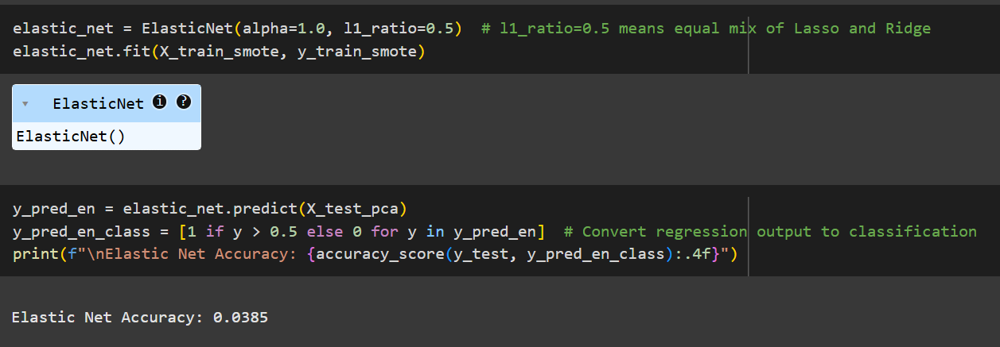 elastic_net = ElasticNet(alpha=1.0, l1_ratio=0.5)  # l1_ratio=0.5 means equal mix of Lasso and Ridge
elastic_net.fit(X_train_smote, y_train_smote)
ElasticNet i ?
ElasticNet()
y_pred_en = elastic_net.predict(X_test_pca)
y_pred_en_class = [1 if y > 0.5 else 0 for y in y_pred_en]  # Convert regression output to classification
print(f"\nElastic Net Accuracy: {accuracy_score(y_test, y_pred_en_class):.4f}")
Elastic Net Accuracy: 0.0385